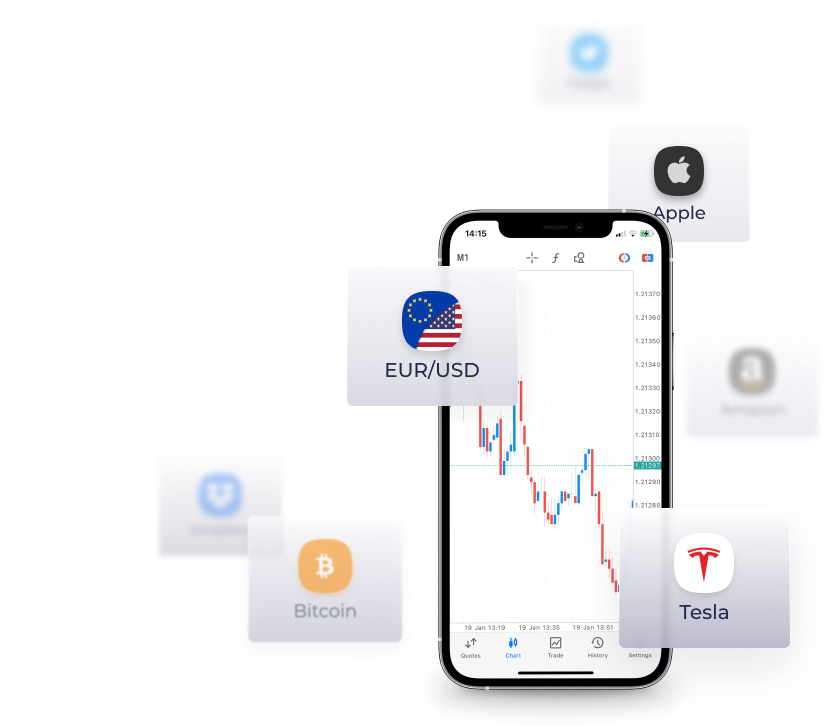 Apple
14:15
M1
EUR/USD
1.21370
1.21360
1.21350
1.21340
1.21330
1.21320
1.21310
1.21300
1.21297
1.21290
1.21280
Amazon
Bitcoin
Tesla
19 Jan 13:19
19 Jan 13:35
19 Jan 13:51
Quotes
Chart
Trade
History
Settings